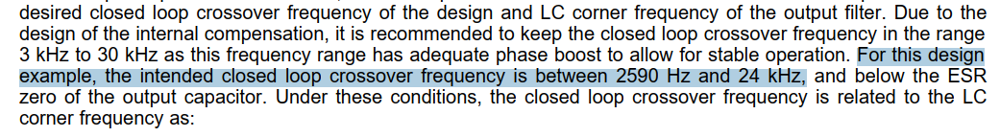 desired closed loop crossover frequency of the design and LC corner frequency of the output filter. Due to the
design of the internal compensation, it is recommended to keep the closed loop crossover frequency in the range
3 kHz to 30 kHz as this frequency range has adequate phase boost to allow for stable operation. For this design
example, the intended closed loop crossover frequency is between 2590 Hz and 24 kHz, and below the ESR
zero of the output capacitor. Under these conditions, the closed loop crossover frequency is related to the LC
corner frequency as: